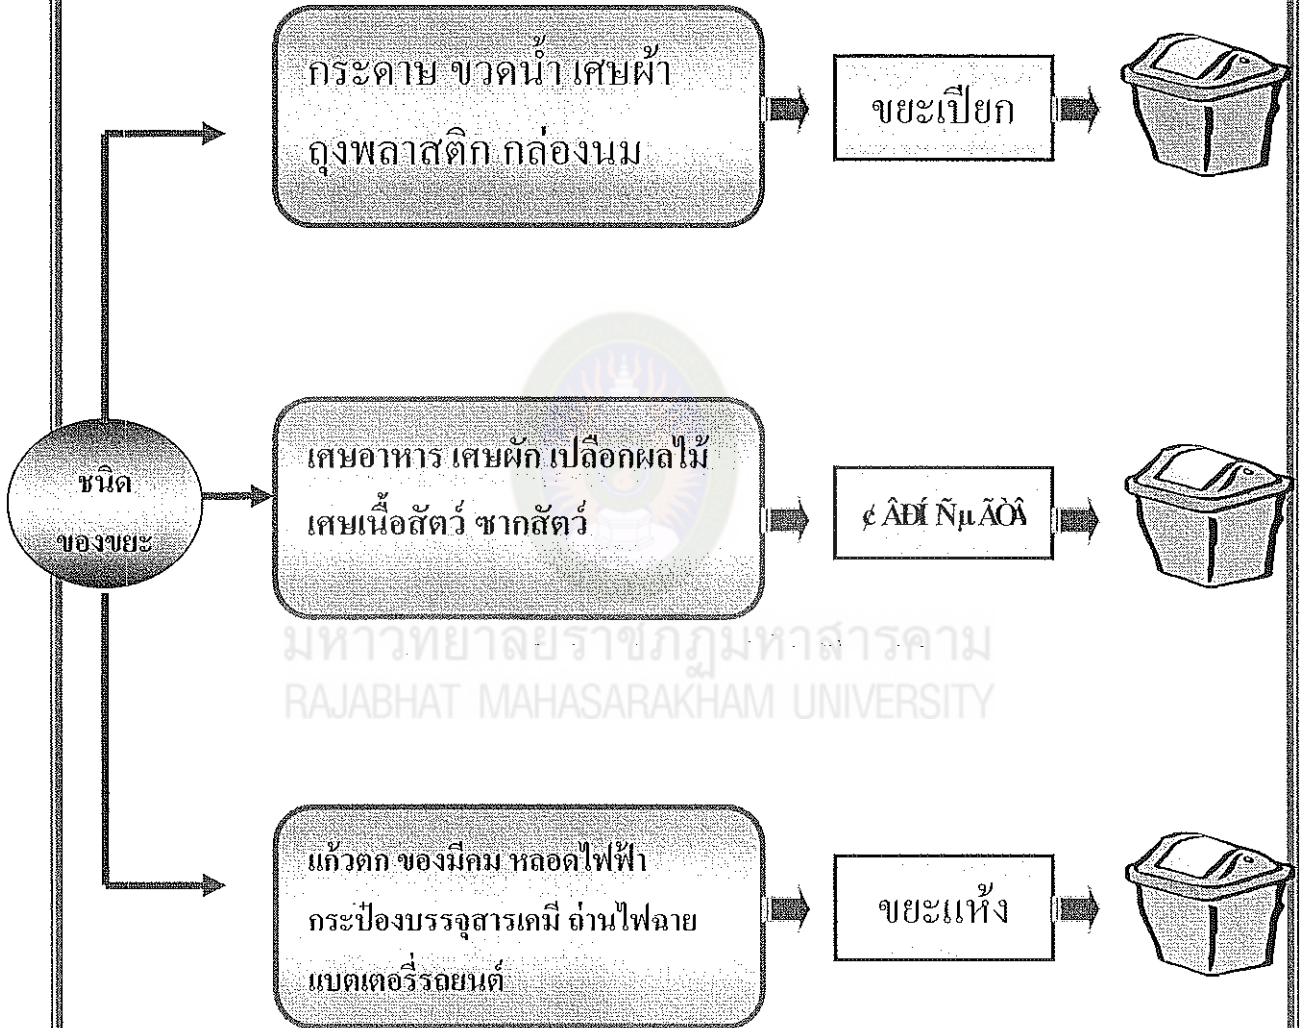 กระดาษ ขวดน้ำ เศษผ้า
ถุงพลาสติก กล่องนม
ขยะเปียก
ชนิด
ของขยะ
เศษอาหาร เศษผัก เปลือกผลไม้
เศษเนื้อสัตว์ ซากสัตว์
¢ ÂÐÍ Ñµ ÃÒÂ
มหาวิทยาลัยราชภัฏมหาสารคาม
RAJABHAT MAHASARAKHAM UNIVERSITY
แก้วตก ของมีคม หลอดไฟฟ้า
กระป๋องบรรจุสารเคมี ถ่านไฟฉาย
แบตเตอรี่รถยนต์
ขยะแห้ง